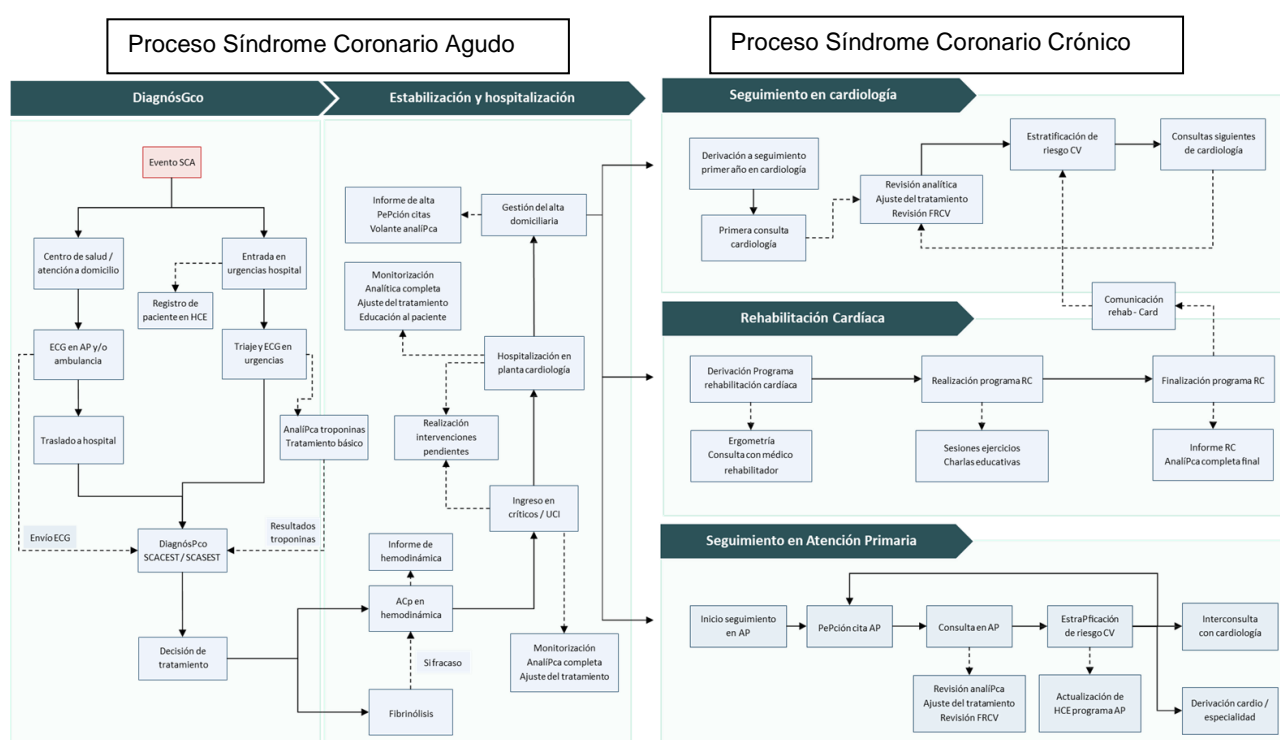 Proceso Síndrome Coronario Agudo
Proceso Síndrome Coronario Crónico
DiagnósGco
Estabilización y hospitalización
Evento SCA
Centro de salud /
atención a domicilio
Entrada en
urgencias hospital
Registro de
paciente en HCE
ECG en AP y/o
ambulancia
Triaje y ECG en
urgencias
Traslado a hospital
AnalíPca troponinas
Tratamiento básico
Envío ECG
Resultados
troponinas
DiagnósPco
SCACEST / SCASEST
Decisión de
tratamiento
Informe de alta
PePción citas
Volante analíPca
Gestión del alta
domiciliaria
Monitorización
Analítica completa
Ajuste del tratamiento
Educación al paciente
Hospitalización en
planta cardiología
Realización
intervenciones
pendientes
Ingreso en
críticos / UCI
Informe de
hemodinámica
ACp en
hemodinámica
Si fracaso
Fibrinólisis
Monitorización
AnalíPca completa
Ajuste del tratamiento
Seguimiento en cardiología
Derivación a seguimiento
primer año en cardiología
Primera consulta
cardiología
Revisión analítica
Ajuste del tratamiento
Revisión FRCV
Estratificación de
riesgo CV
Consultas siguientes
de cardiología
Comunicación
rehab - Card
Rehabilitación Cardíaca
Derivación Programa
rehabilitación cardíaca
Realización programa RC
Finalización programa RC
Ergometría
Consulta con médico
rehabilitador
Sesiones ejercicios
Charlas educativas
Informe RC
AnalíPca completa final
Seguimiento en Atención Primaria
Inicio seguimiento
en AP
PePción cita AP
Consulta en AP
EstraPficación
de riesgo CV
Interconsulta
con cardiología
Revisión analíPca
Ajuste del tratamiento
Revisión FRCV
Actualización de
HCE programa AP
Derivación cardio /
especialidad